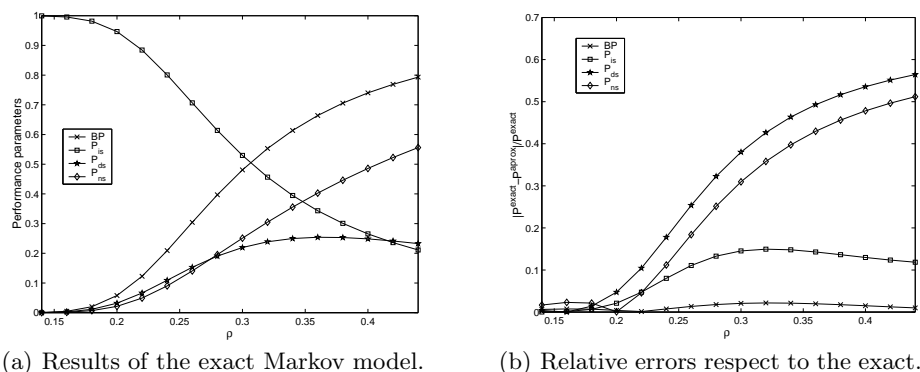 Performance parameters
1
0.9
0.8
0.7
0.6
0.5
0.4
0.3
0.2
0.1
0
BP
P_is
P_ds
P_ns
0.15 0.2 0.25 0.3 0.35 0.4
ρ
(a) Results of the exact Markov model.
|P^exact−P^aprox|/P^exact
0.7
0.6
0.5
0.4
0.3
0.2
0.1
0
BP
P_is
P_ds
P_ns
0.15 0.2 0.25 0.3 0.35 0.4
ρ
(b) Relative errors respect to the exact.